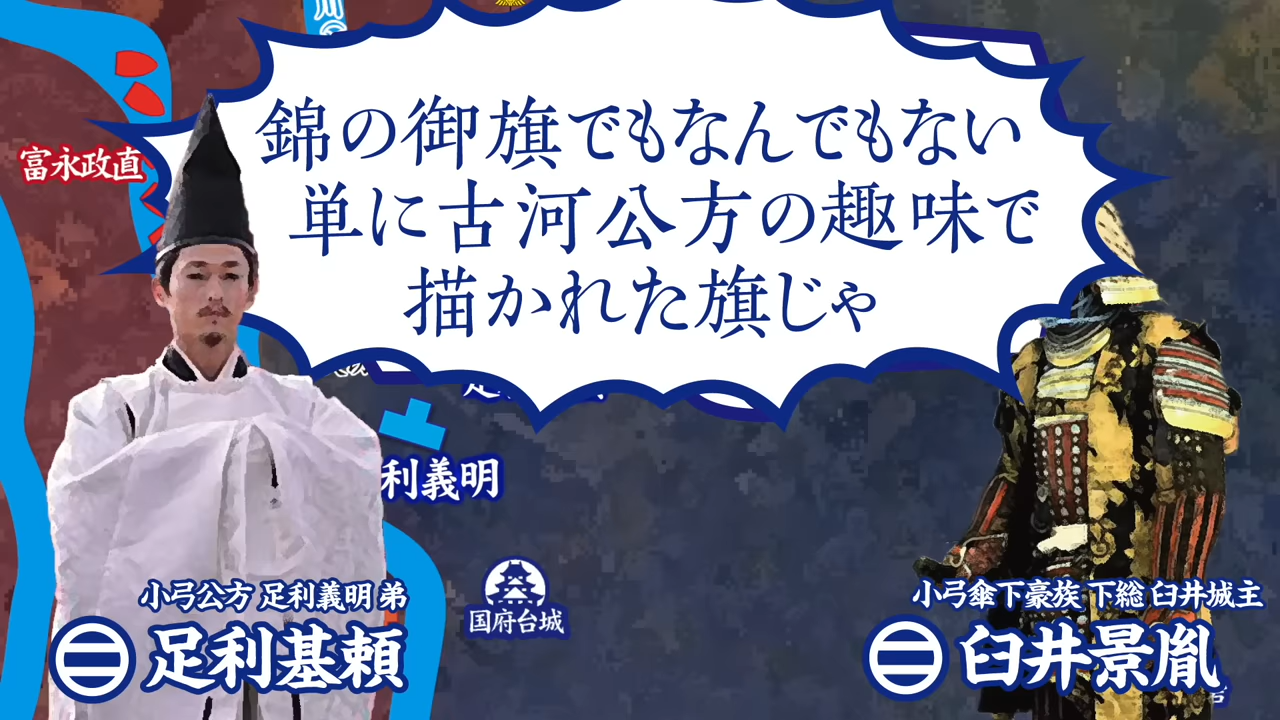 錦の御旗でもなんでもない
単に古河公方の趣味で
描かれた旗じゃ
富永政直
利義明
国府台城
小弓公方 足利義明 弟
足利基頼
小弓傘下豪族 下総 臼井城主
臼井景胤